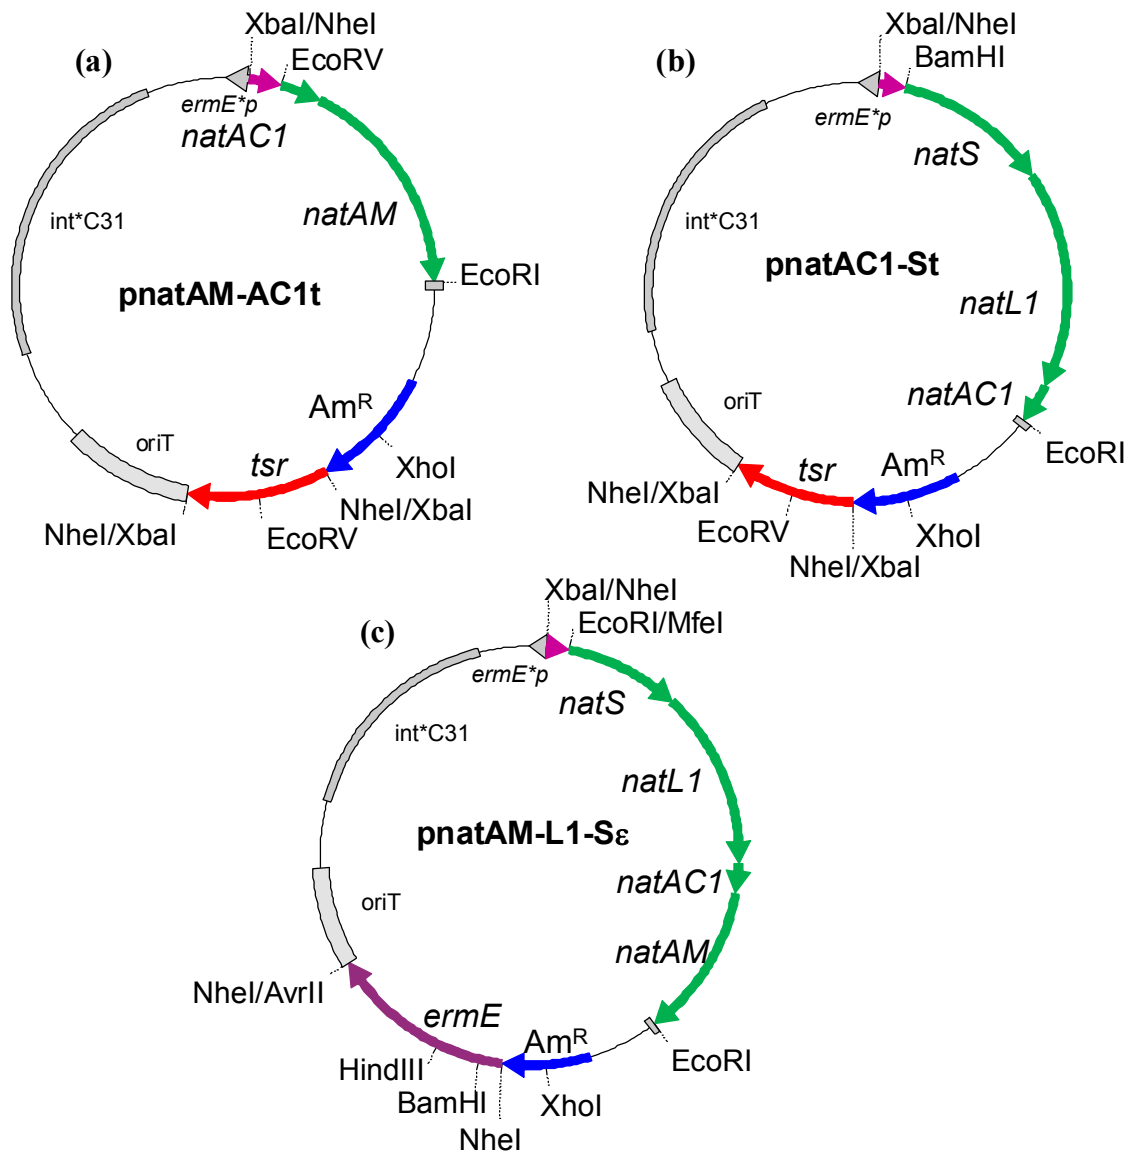 (a)
XbaI/NheI
EcoRV
ermE*p
natAC1
natAM
int*C31
pnatAM-AC1t
EcoRI
AmR
oriT
tsr
XhoI
NheI/XbaI
NheI/XbaI
EcoRV
(b)
XbaI/NheI
BamHI
ermE*p
natS
int*C31
pnatAC1-St
natL1
natAC1
oriT
EcoRI
AmR
tsr
NheI/XbaI
EcoRV
XhoI
NheI/XbaI
(c)
XbaI/NheI
EcoRI/MfeI
ermE*p
natS
int*C31
natL1
pnatAM-L1-Sε
natAC1
oriT
natAM
NheI/AvrII
ermE
AmR
EcoRI
HindIII
BamHI
XhoI
NheI